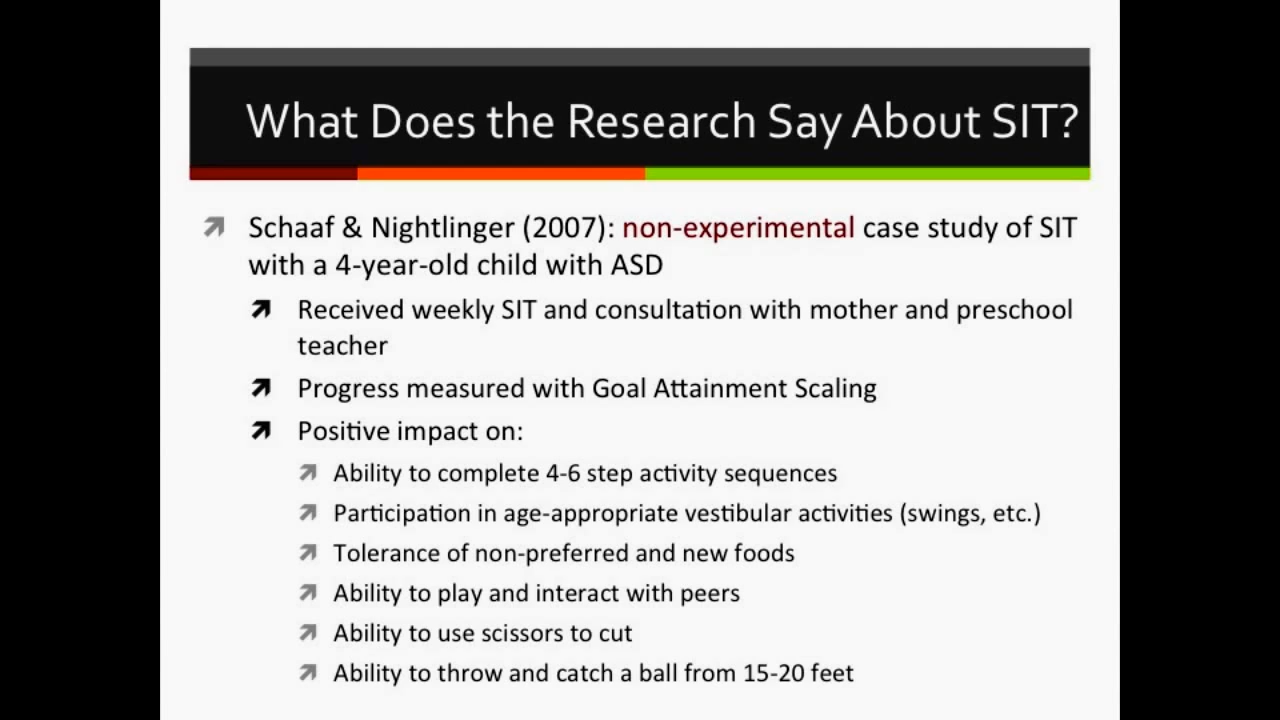 What Does the Research Say About SIT?
Schaaf & Nightlinger (2007): non-experimental case study of SIT
with a 4-year-old child with ASD
Received weekly SIT and consultation with mother and preschool
teacher
Progress measured with Goal Attainment Scaling
Positive impact on:
Ability to complete 4-6 step activity sequences
Participation in age-appropriate vestibular activities (swings, etc.)
Tolerance of non-preferred and new foods
Ability to play and interact with peers
Ability to use scissors to cut
Ability to throw and catch a ball from 15-20 feet